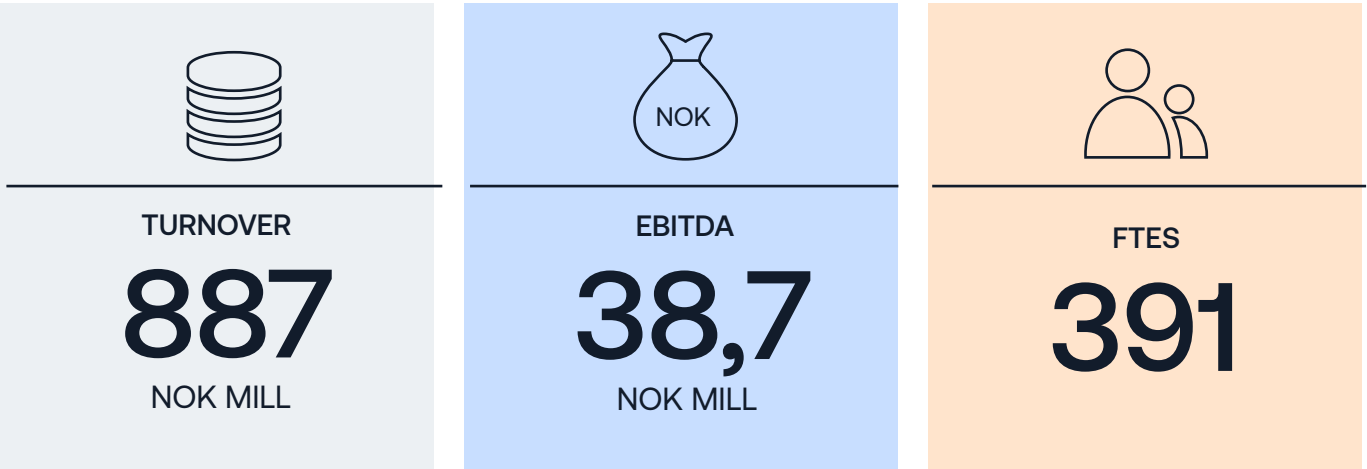 TURNOVER
887
NOK MILL
NOK
EBITDA
38,7
NOK MILL
FTES
391